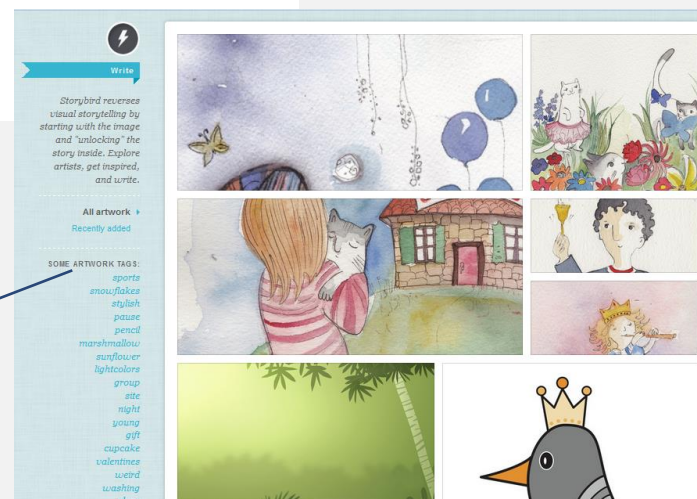 Write
Storybird reverses
visual storytelling by
starting with the image
and "unlocking" the
story inside. Explore
artists, get inspired,
and write.
All artwork
Recently added
SOME ARTWORK TAGS:
sports
snowflakes
stylish
pause
pencil
marshmallow
sunflower
lightcolors
group
site
night
young
gift
cupcake
valentines
weird
washing